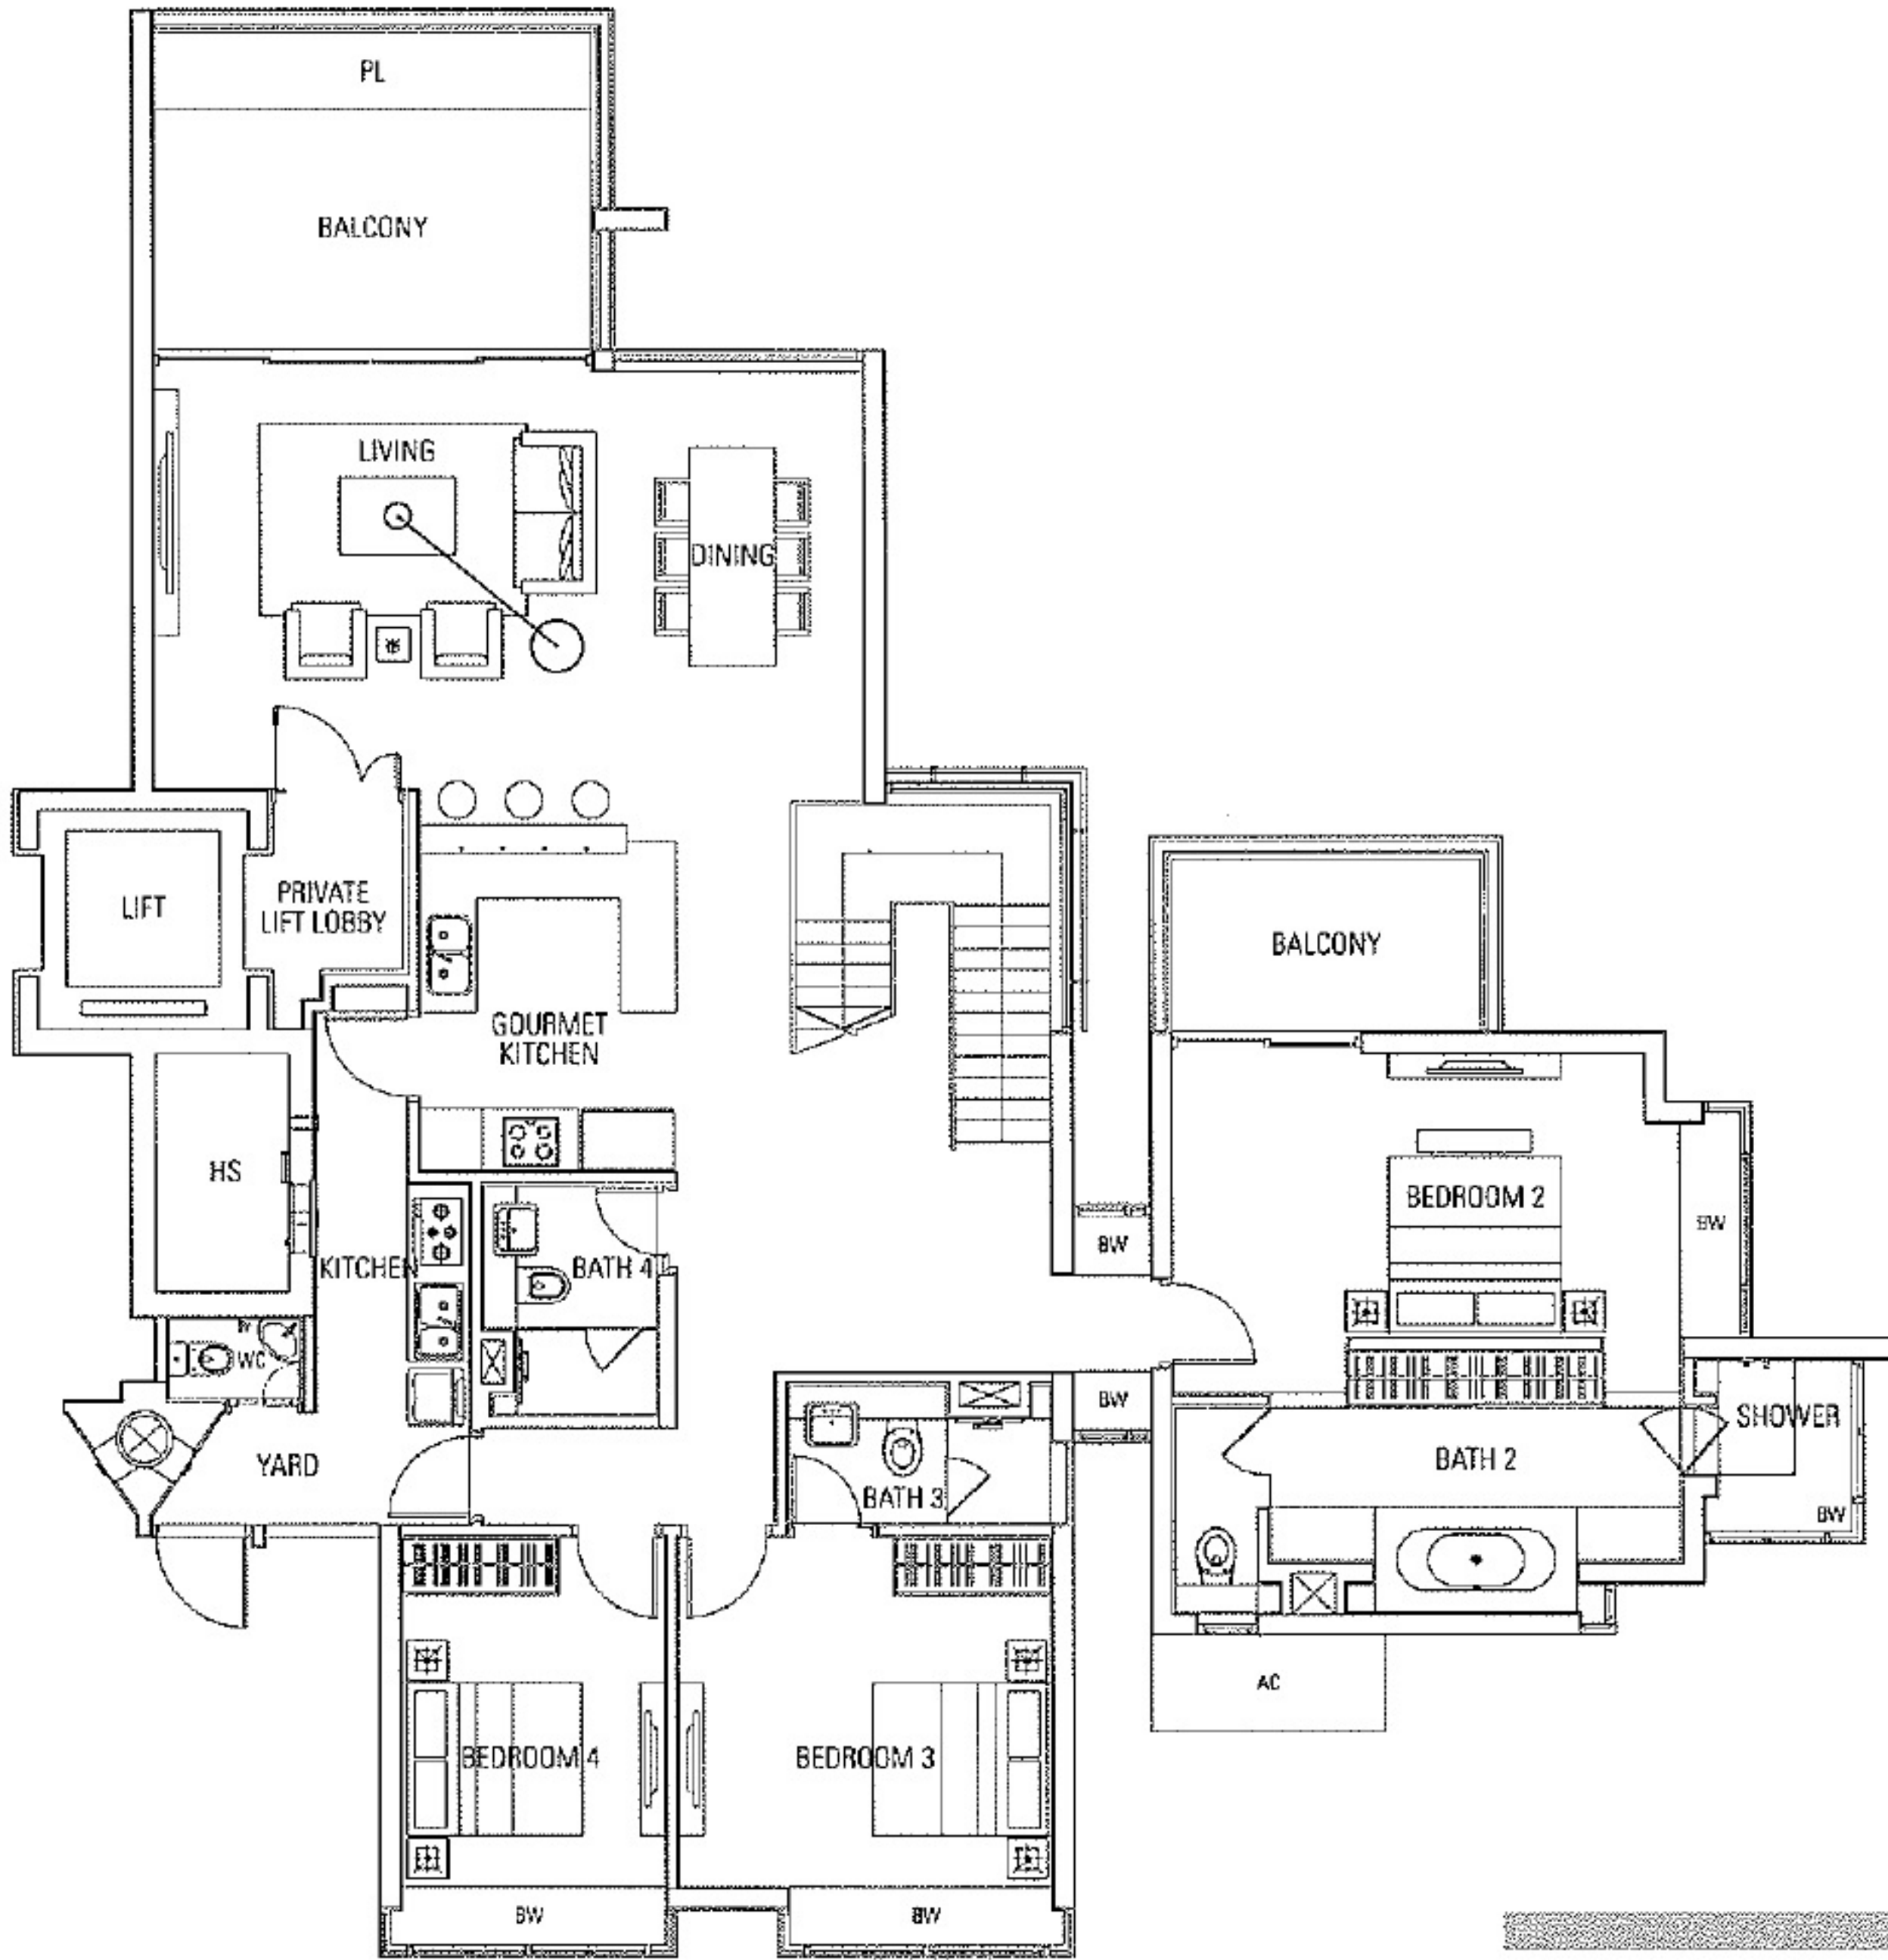 PL
BALCONY
LIVING
DINING
LIFT
PRIVATE
LIFT LOBBY
BALCONY
GOURMET
KITCHEN
HS
BEDROOM 2
BW
BW
KITCHEN
BATH 4
WC
BW
SHOWER
YARD
BATH 2
BATH 3
BW
AC
BEDROOM 4
BEDROOM 3
BW
BW